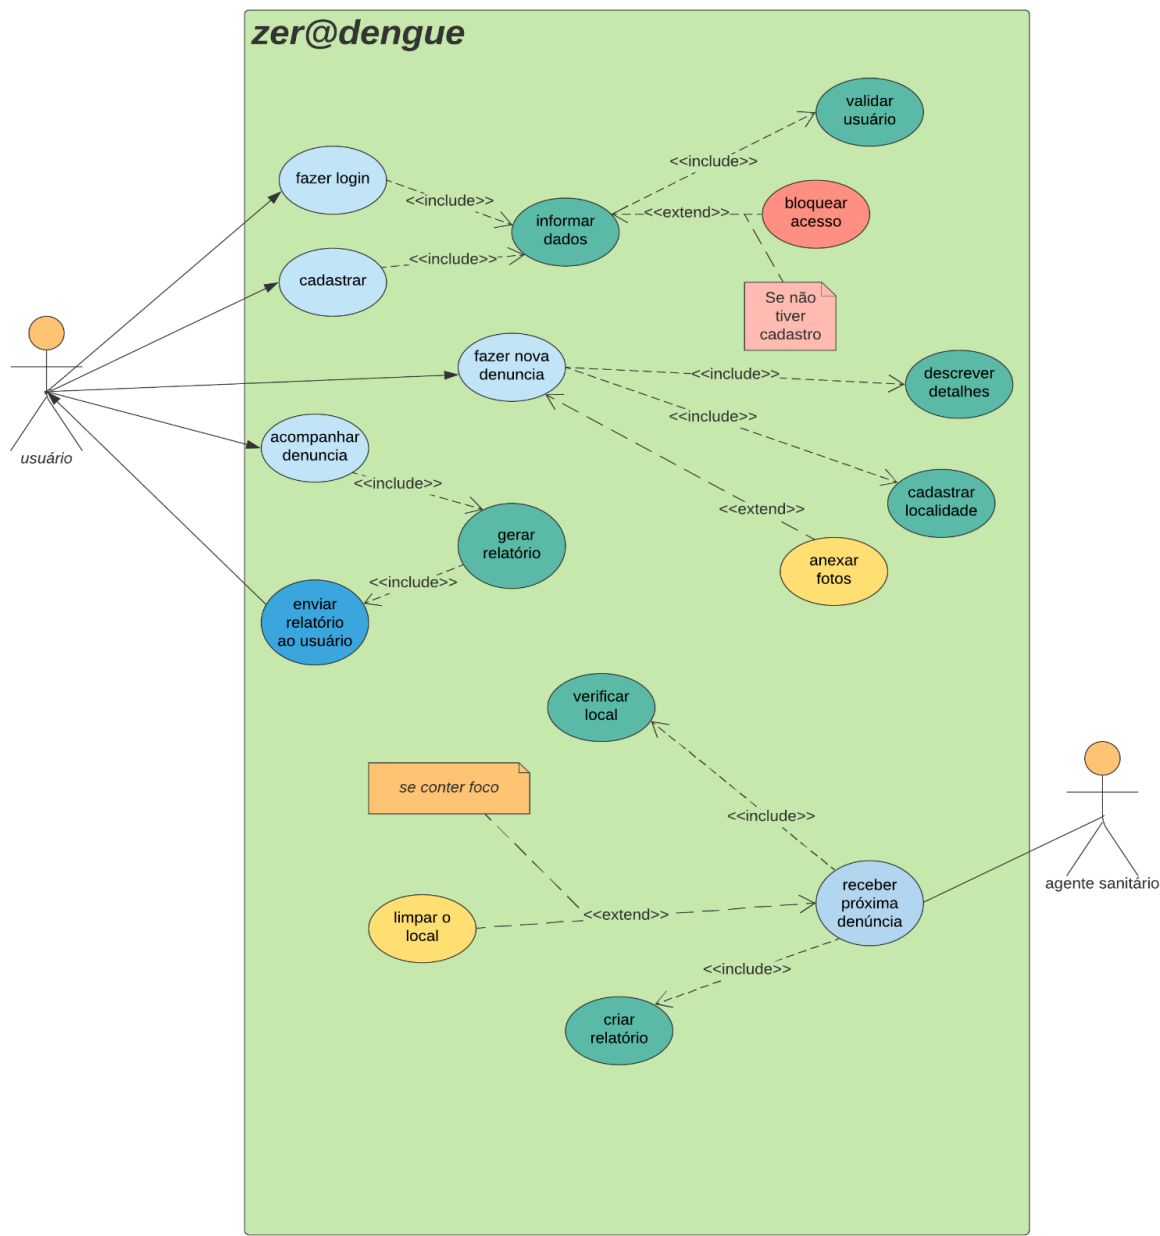 zer@dengue
validar
usuário
<<include>>
fazer login
<<include>>
bloquear
acesso
<<extend>>
informar
dados
<<include>>
cadastrar
Se não
tiver
cadastro
fazer nova
denuncia
<<include>>
descrever
detalhes
<<include>>
usuário
acompanhar
denuncia
<<include>>
cadastrar
localidade
<<extend>>
gerar
relatório
anexar
fotos
<<include>>
enviar
relatório
ao usuário
verificar
local
se conter foco
<<include>>
agente sanitário
receber
próxima
denúncia
<<extend>>
limpar o
local
<<include>>
criar
relatório